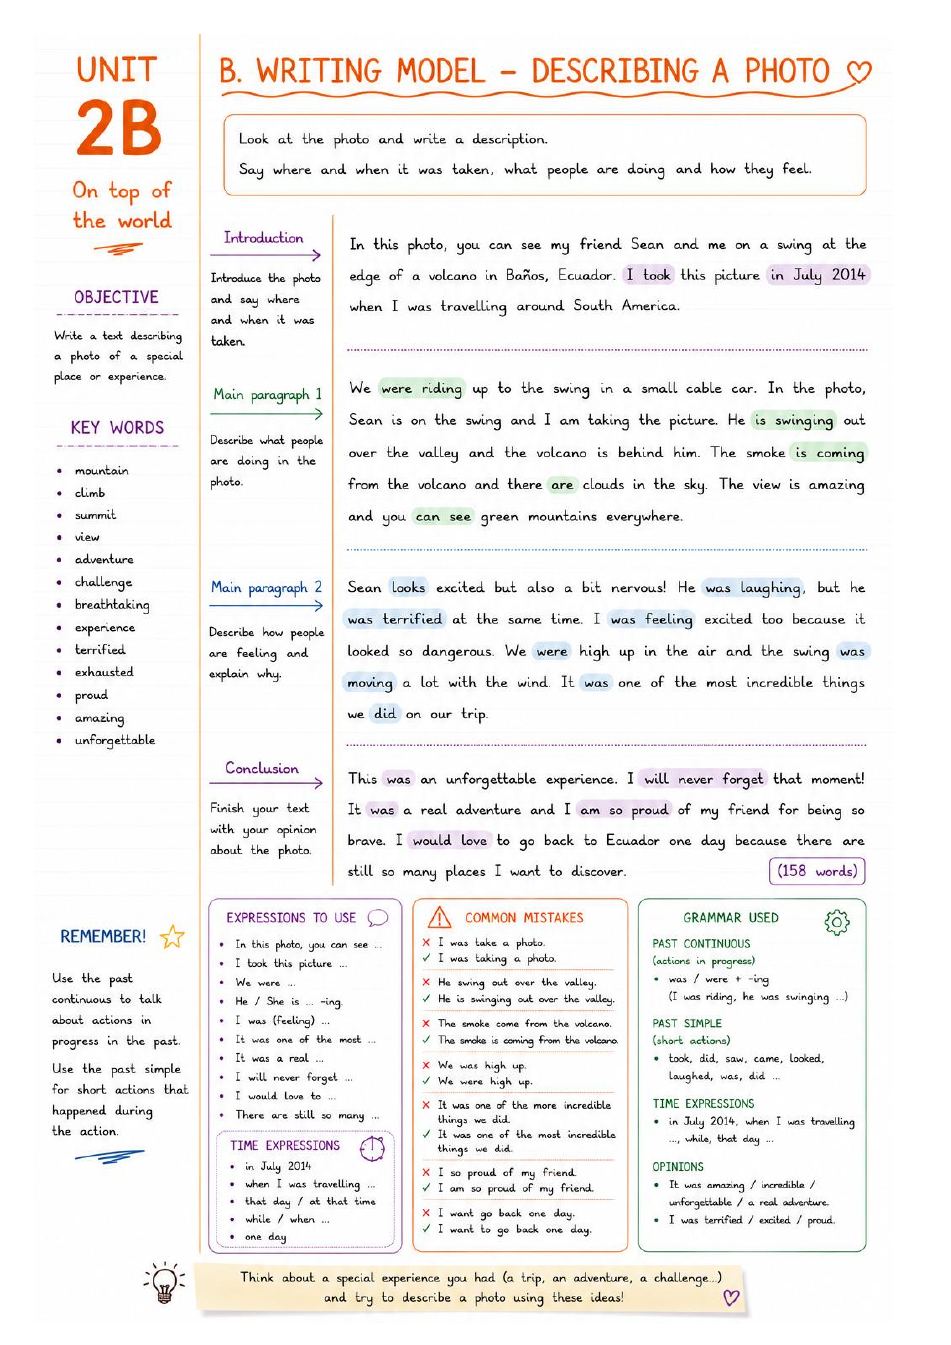 UNIT
2B
On top of
the world
OBJECTIVE
Write a text describing
a photo of a special
place or experience.
KEY WORDS
• mountain
• climb
• summit
• view
• adventure
• challenge
• breathtaking
• experience
• terrified
• exhausted
• proud
• amazing
• unforgettable
REMEMBER!
Use the past
continuous to talk
about actions in
progress in the past.
Use the past simple
for short actions that
happened during
the action.
B. WRITING MODEL – DESCRIBING A PHOTO
Look at the photo and write a description.
Say where and when it was taken, what people are doing and how they feel.
Introduction
Introduce the photo
and say where
and when it was
taken.
In this photo, you can see my friend Sean and me on a swing at the
edge of a volcano in Baños, Ecuador. I took this picture in July 2014
when I was travelling around South America.
Main paragraph 1
Describe what people
are doing in the
photo.
We were riding up to the swing in a small cable car. In the photo,
Sean is on the swing and I am taking the picture. He is swinging out
over the valley and the volcano is behind him. The smoke is coming
from the volcano and there are clouds in the sky. The view is amazing
and you can see green mountains everywhere.
Main paragraph 2
Describe how people
are feeling and
explain why.
Sean looks excited but also a bit nervous! He was laughing, but he
was terrified at the same time. I was feeling excited too because it
looked so dangerous. We were high up in the air and the swing was
moving a lot with the wind. It was one of the most incredible things
we did on our trip.
Conclusion
Finish your text
with your opinion
about the photo.
This was an unforgettable experience. I will never forget that moment!
It was a real adventure and I am so proud of my friend for being so
brave. I would love to go back to Ecuador one day because there are
still so many places I want to discover.
(158 words)
EXPRESSIONS TO USE
• In this photo, you can see ...
• I took this picture ...
• We were ...
• He / She is ... -ing.
• I was (feeling) ...
• It was one of the most ...
• It was a real ...
• I will never forget ...
• I would love to ...
• There are still so many ...
TIME EXPRESSIONS
• in July 2014
• when I was travelling ...
• that day / at that time
• while / when ...
• one day
COMMON MISTAKES
✗ I was take a photo.
✓ I was taking a photo.
✗ He swing out over the valley.
✓ He is swinging out over the valley.
✗ The smoke come from the volcano.
✓ The smoke is coming from the volcano.
✗ We was high up.
✓ We were high up.
✗ It was one of the more incredible
things we did.
✓ It was one of the most incredible
things we did.
✗ I so proud of my friend.
✓ I am so proud of my friend.
✗ I want go back one day.
✓ I want to go back one day.
GRAMMAR USED
PAST CONTINUOUS
(actions in progress)
• was / were + -ing
(I was riding, he was swinging ...)
PAST SIMPLE
(short actions)
• took, did, saw, came, looked,
laughed, was, did ...
TIME EXPRESSIONS
• in July 2014, when I was travelling
..., while, that day ...
OPINIONS
• It was amazing / incredible /
unforgettable / a real adventure.
• I was terrified / excited / proud.
Think about a special experience you had (a trip, an adventure, a challenge...)
and try to describe a photo using these ideas!